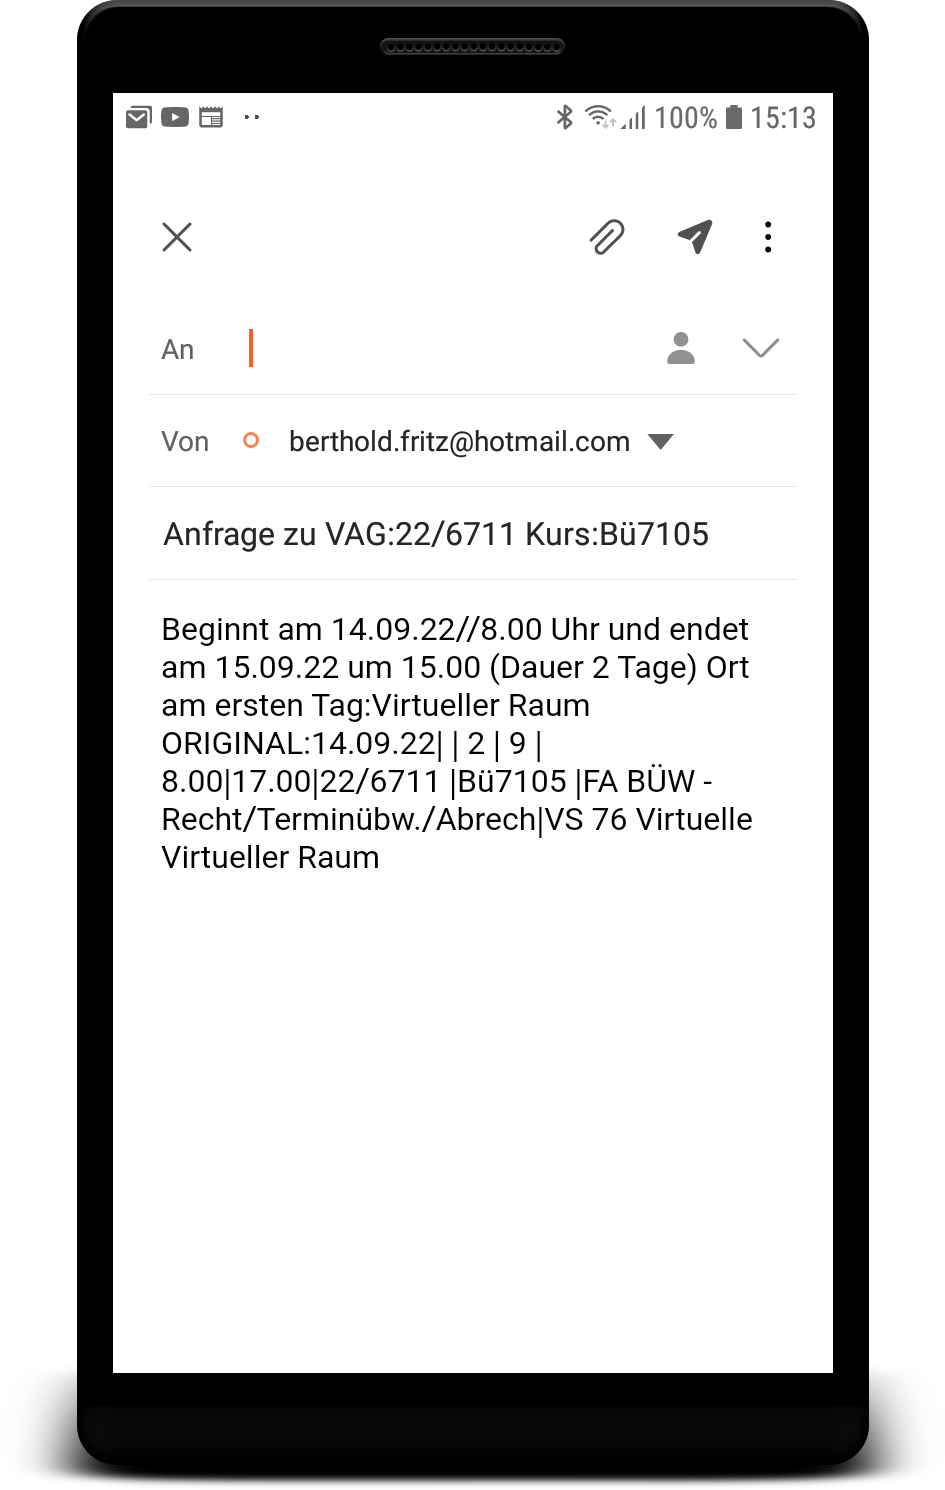 100% 15:13
An
Von berthold.fritz@hotmail.com
Anfrage zu VAG:22/6711 Kurs:Bü7105
Beginnt am 14.09.22//8.00 Uhr und endet
am 15.09.22 um 15.00 (Dauer 2 Tage) Ort
am ersten Tag:Virtueller Raum
ORIGINAL:14.09.22| | 2 | 9 |
8.00|17.00|22/6711 |Bü7105 |FA BÜW -
Recht/Terminübw./Abrech|VS 76 Virtuelle
Virtueller Raum